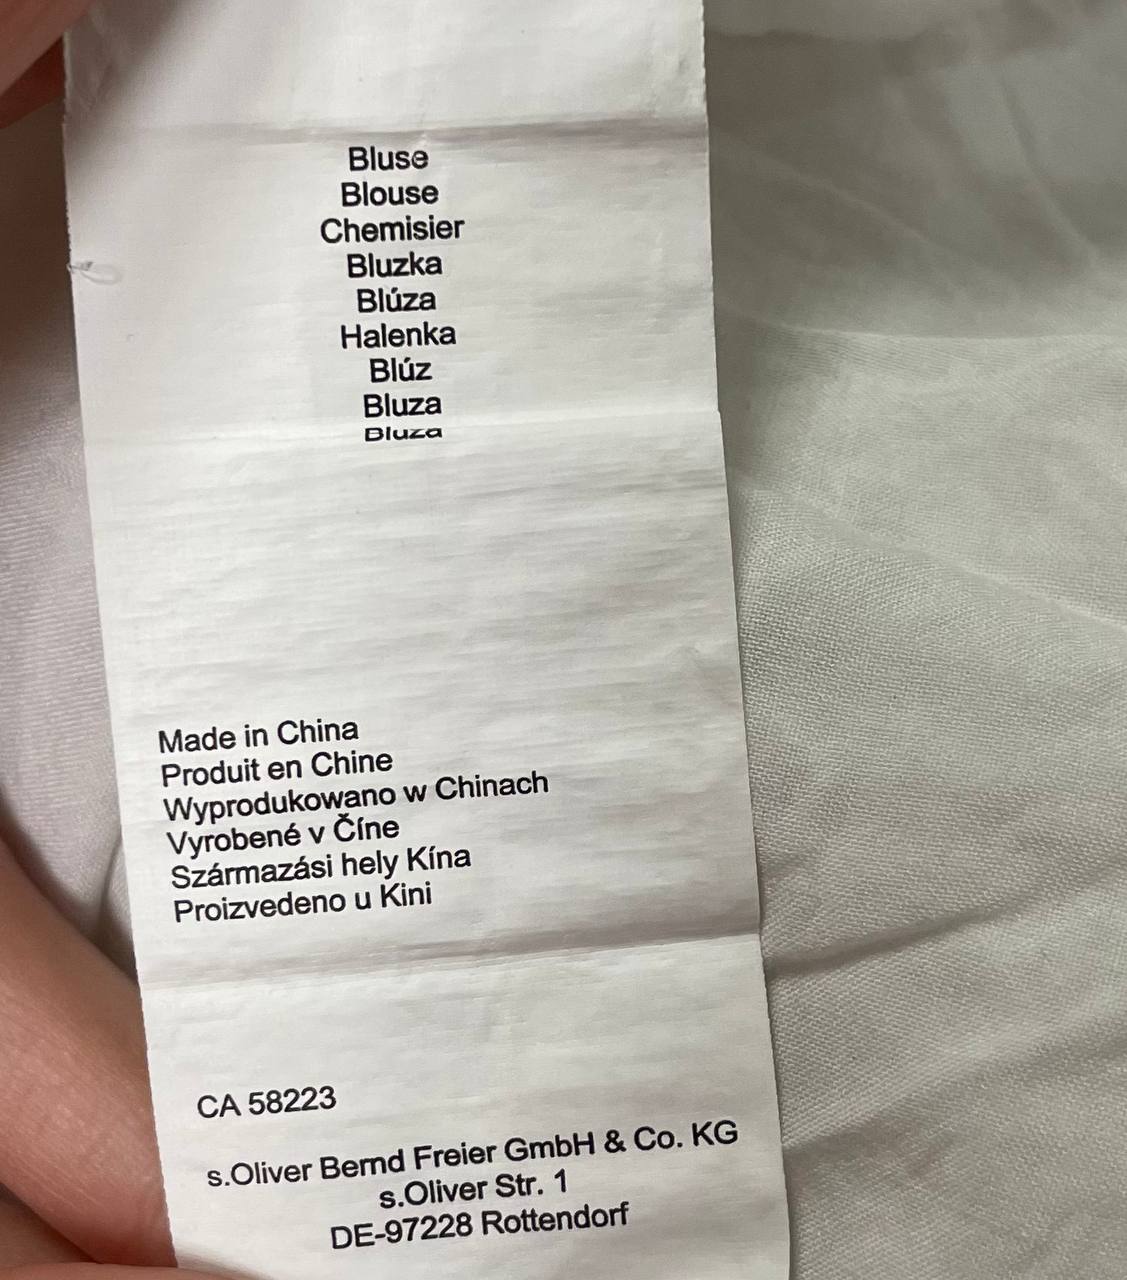 Bluse
Blouse
Chemisier
Bluzka
Blúza
Halenka
Blúz
Bluza
Bluza
Made in China
Produit en Chine
Wyprodukowano w Chinach
Vyrobené v Číne
Származási hely Kína
Proizvedeno u Kini
CA 58223
s.Oliver Bernd Freier GmbH & Co. KG
s.Oliver Str. 1
DE-97228 Rottendorf